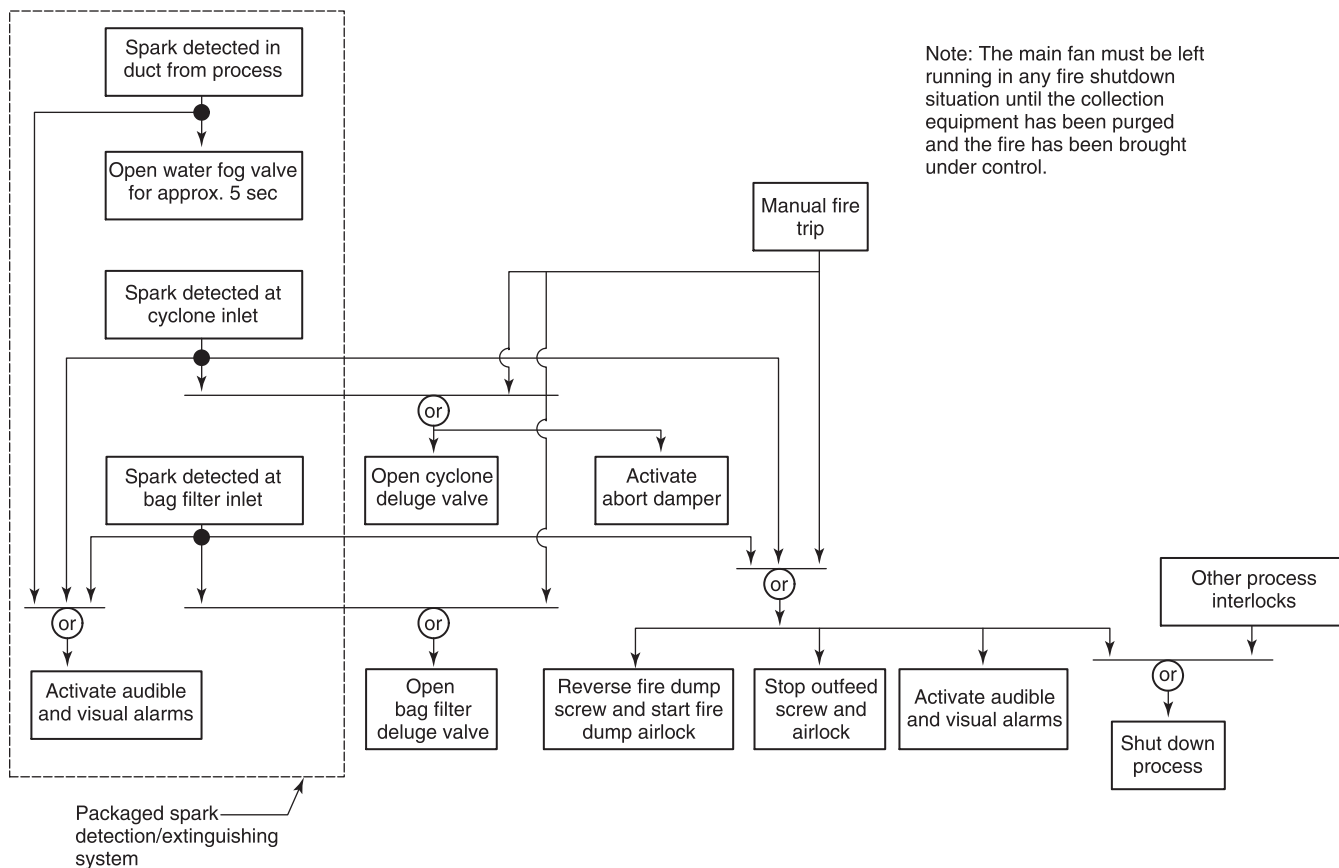 Spark detected in
duct from process
Note: The main fan must be left
running in any fire shutdown
situation until the collection
equipment has been purged
and the fire has been brought
under control.
Open water fog valve
for approx. 5 sec
Manual fire
trip
Spark detected at
cyclone inlet
or
Spark detected at
bag filter inlet
Open cyclone
deluge valve
Activate
abort damper
or
Other process
interlocks
or
or
or
Activate audible
and visual alarms
Open
bag filter
deluge valve
Reverse fire dump
screw and start fire
dump airlock
Stop outfeed
screw and
airlock
Activate audible
and visual alarms
Shut down
process
Packaged spark
detection/extinguishing
system